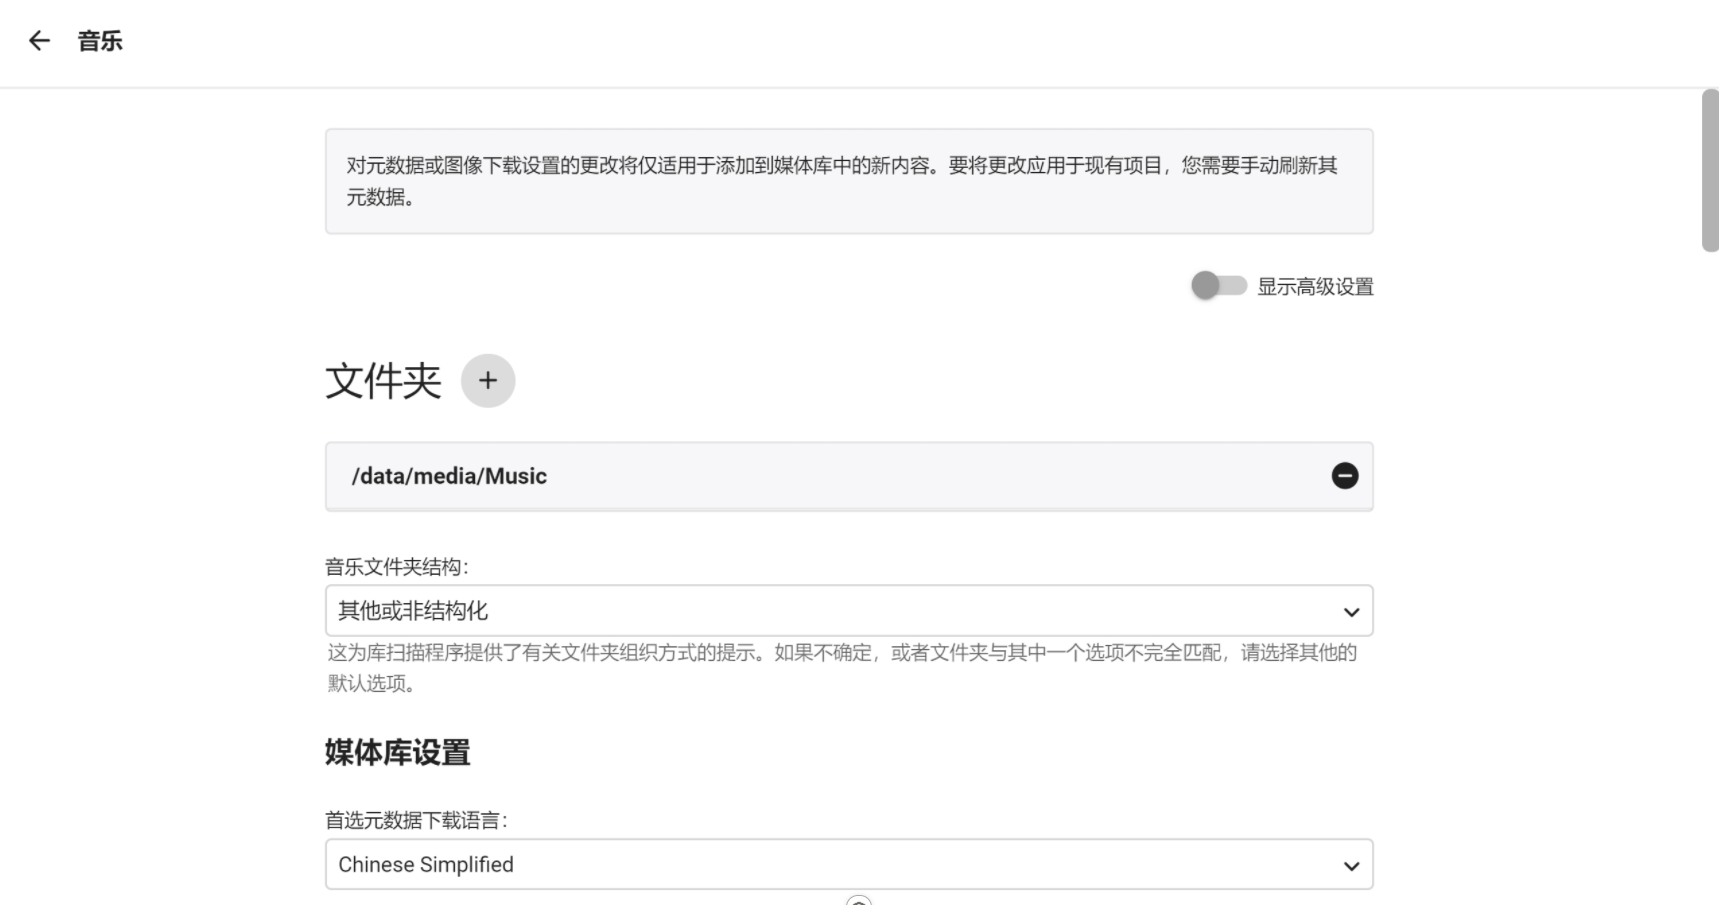 音乐
对元数据或图像下载设置的更改将仅适用于添加到媒体库中的新内容。要将更改应用于现有项目，您需要手动刷新其
元数据。
显示高级设置
文件夹
/data/media/Music
音乐文件夹结构：
其他或非结构化
这为库扫描程序提供了有关文件夹组织方式的提示。如果不确定，或者文件夹与其中一个选项不完全匹配，请选择其他的
默认选项。
媒体库设置
首选元数据下载语言：
Chinese Simplified